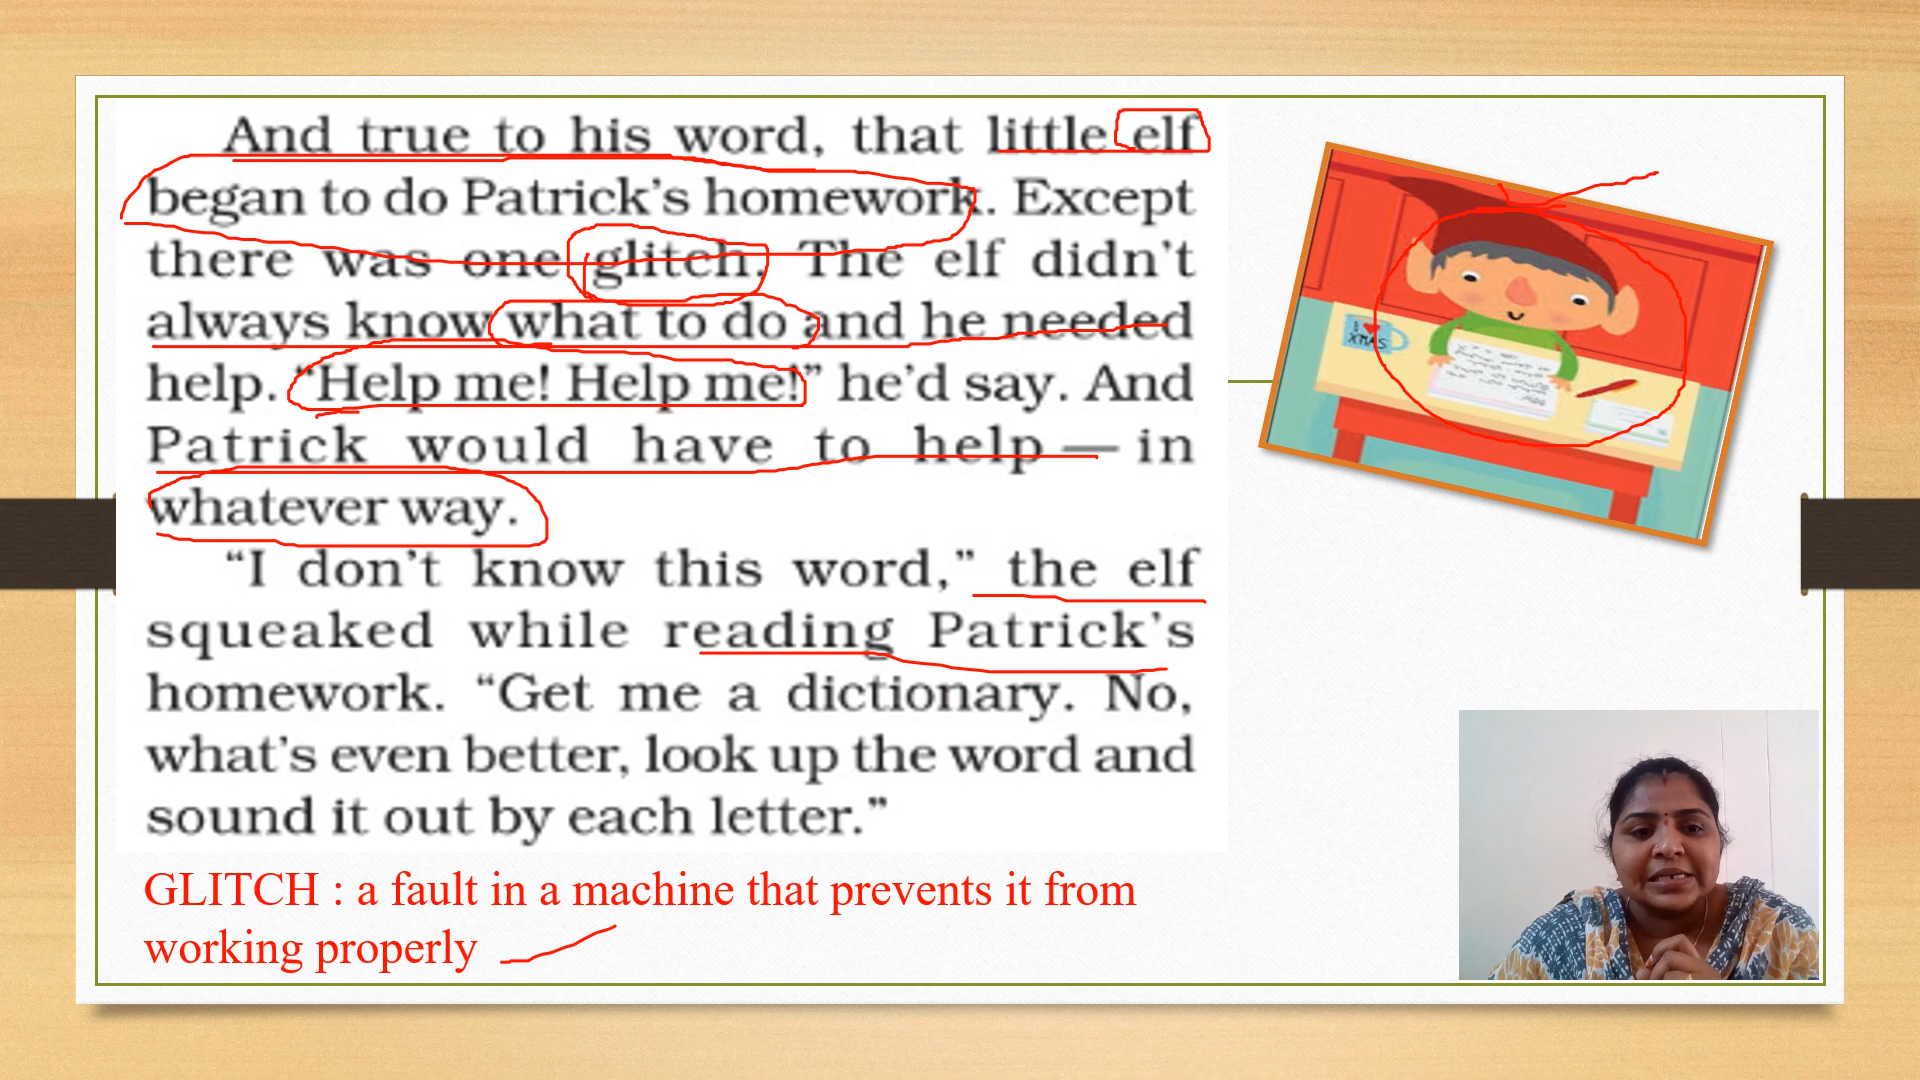 And true to his word, that little elf
began to do Patrick’s homework. Except
there was one glitch. The elf didn’t
always know what to do and he needed
help. “Help me! Help me!” he’d say. And
Patrick would have to help — in
whatever way.
“I don’t know this word,” the elf
squeaked while reading Patrick’s
homework. “Get me a dictionary. No,
what’s even better, look up the word and
sound it out by each letter.”
GLITCH : a fault in a machine that prevents it from
working properly
I
XMAS